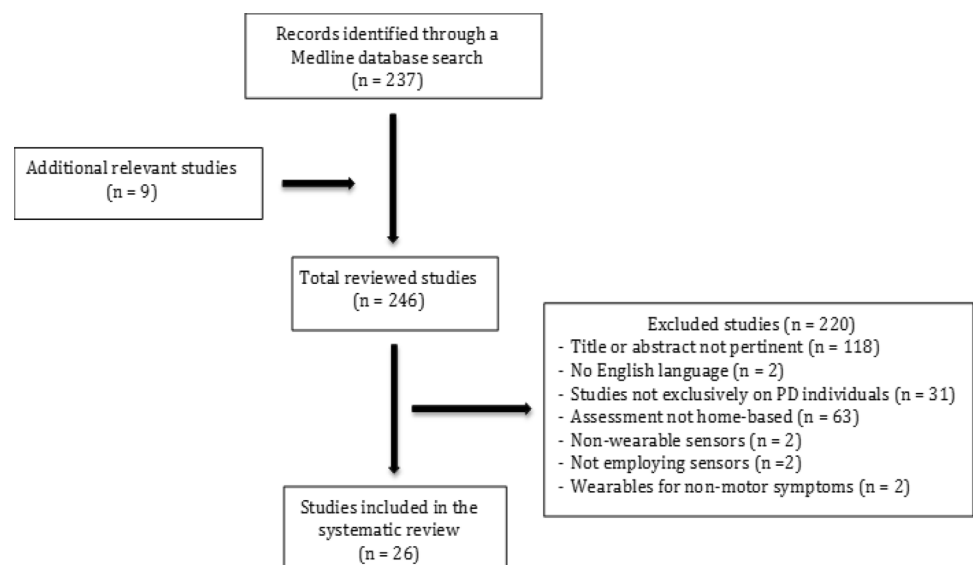 Records identified through a
Medline database search
(n = 237)
Additional relevant studies
(n = 9)
Total reviewed studies
(n = 246)
Excluded studies (n = 220)
- Title or abstract not pertinent (n = 118)
- No English language (n = 2)
- Studies not exclusively on PD individuals (n = 31)
- Assessment not home-based (n = 63)
- Non-wearable sensors (n = 2)
- Not employing sensors (n =2)
- Wearables for non-motor symptoms (n = 2)
Studies included in the
systematic review
(n = 26)